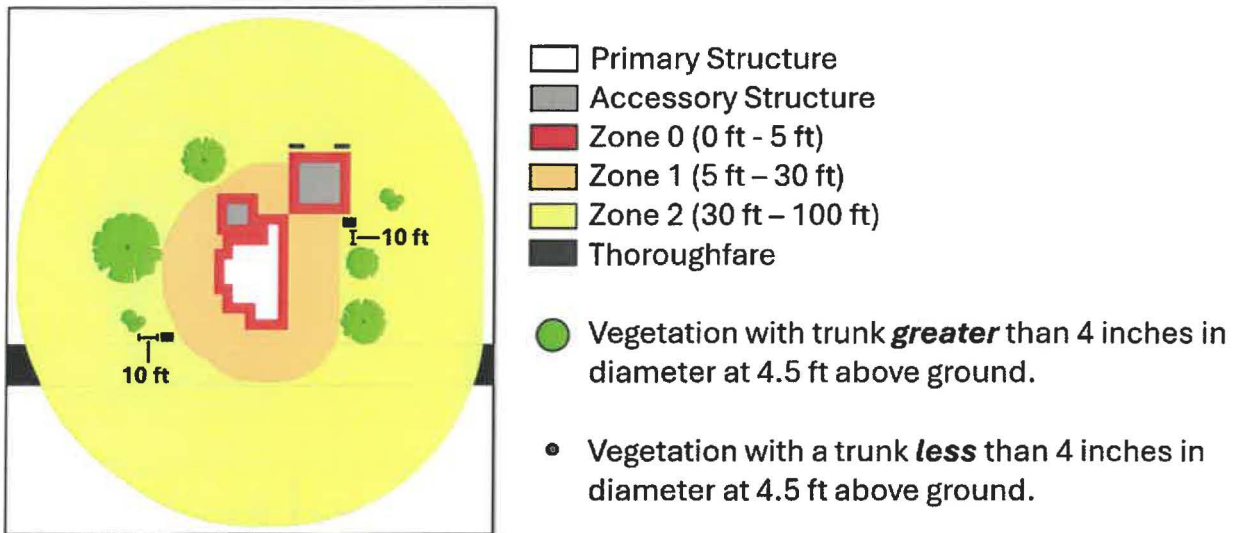 Primary Structure
Accessory Structure
Zone 0 (0 ft - 5 ft)
Zone 1 (5 ft – 30 ft)
Zone 2 (30 ft – 100 ft)
Thoroughfare
10 ft
10 ft
Vegetation with trunk greater than 4 inches in
diameter at 4.5 ft above ground.
Vegetation with a trunk less than 4 inches in
diameter at 4.5 ft above ground.